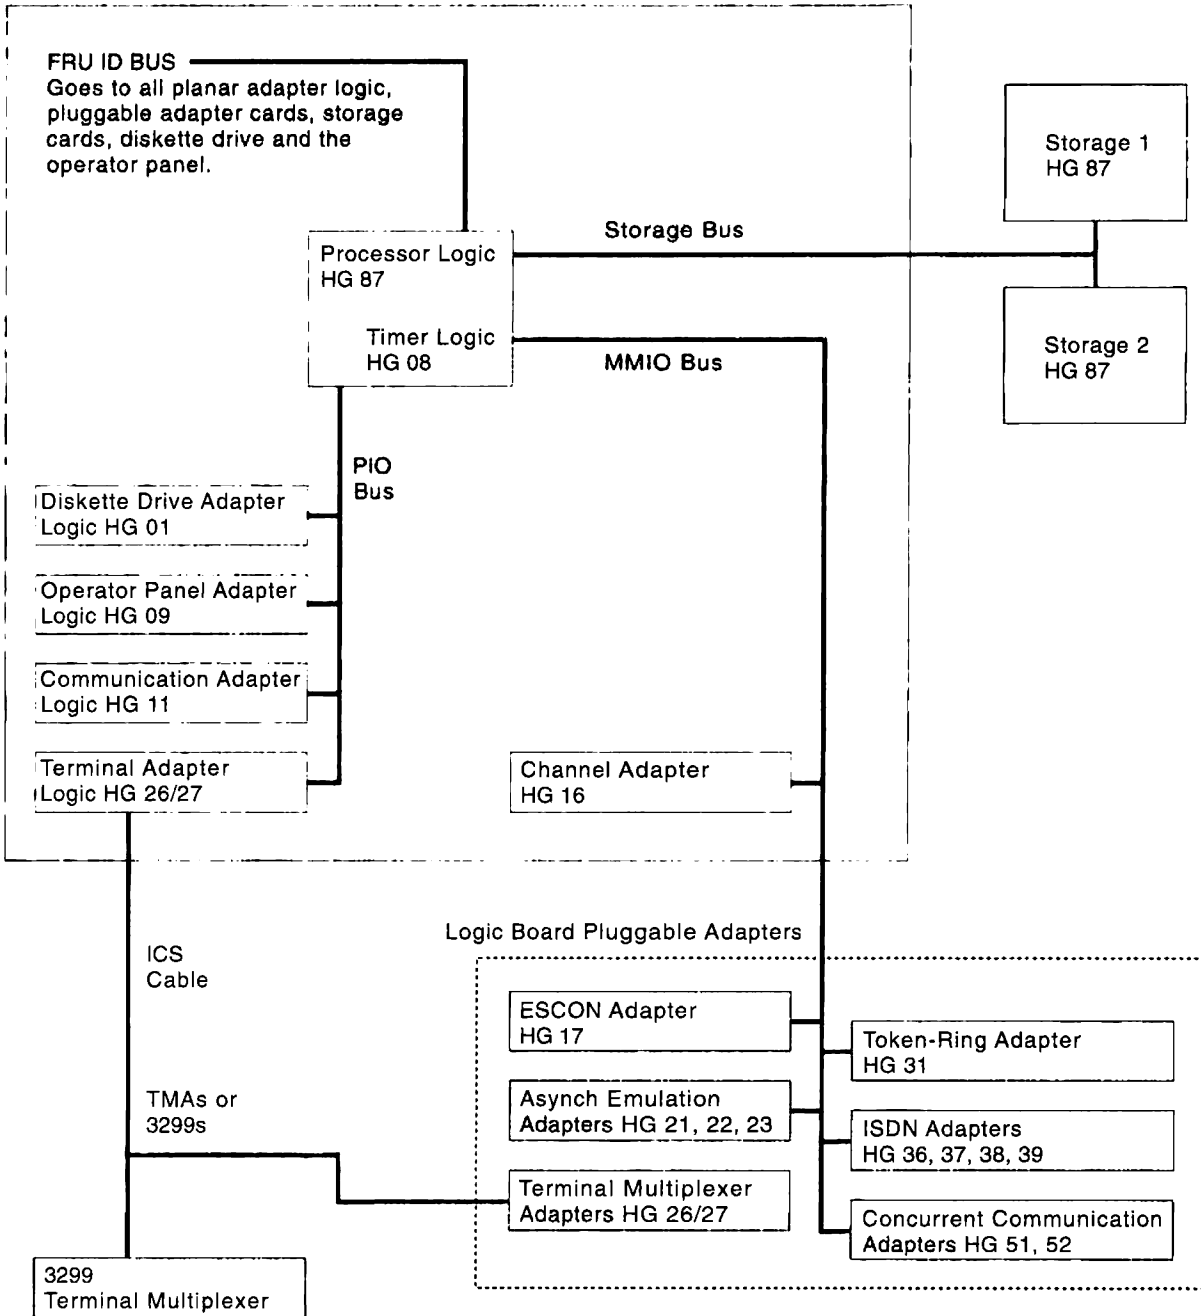 FRU ID BUS
Goes to all planar adapter logic,
pluggable adapter cards, storage
cards, diskette drive and the
operator panel.
Storage 1
HG 87
Storage Bus
Processor Logic
HG 87
Timer Logic
HG 08
MMIO Bus
Storage 2
HG 87
PIO
Bus
Diskette Drive Adapter
Logic HG 01
Operator Panel Adapter
Logic HG 09
Communication Adapter
Logic HG 11
Terminal Adapter
Logic HG 26/27
Channel Adapter
HG 16
Logic Board Pluggable Adapters
ICS
Cable
ESCON Adapter
HG 17
Token-Ring Adapter
HG 31
TMAs or
3299s
Asynch Emulation
Adapters HG 21, 22, 23
ISDN Adapters
HG 36, 37, 38, 39
Terminal Multiplexer
Adapters HG 26/27
Concurrent Communication
Adapters HG 51, 52
3299
Terminal Multiplexer